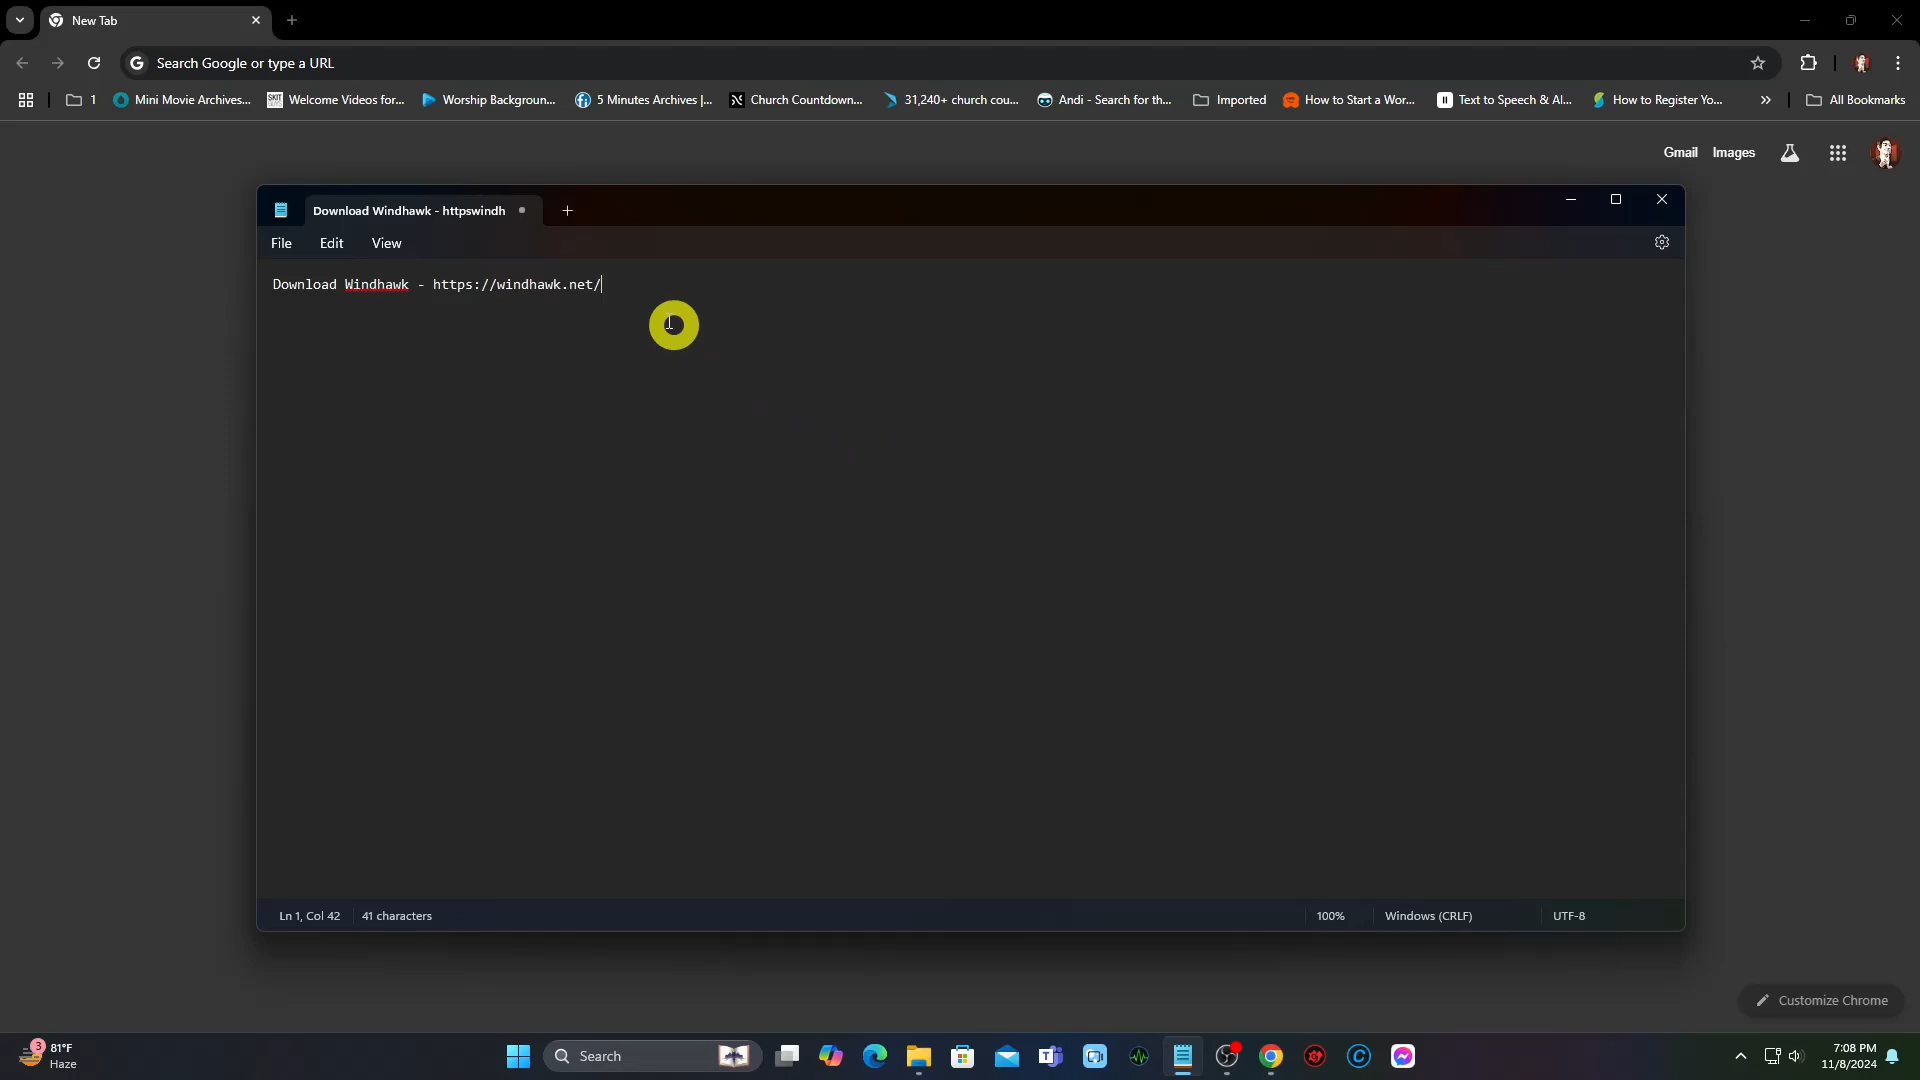 New Tab
Search Google or type a URL
1
Mini Movie Archives...
Welcome Videos for...
Worship Backgroun...
5 Minutes Archives |...
Church Countdown...
31,240+ church cou...
Andi - Search for th...
Imported
How to Start a Wor...
Text to Speech & AI...
How to Register Yo...
All Bookmarks
Gmail Images
Download Windhawk - httpswindh
File Edit View
Download Windhawk - https://windhawk.net/
Ln 1, Col 42 41 characters 100% Windows (CRLF) UTF-8
Customize Chrome
3
81°F
Haze
Search
7:08 PM
11/8/2024